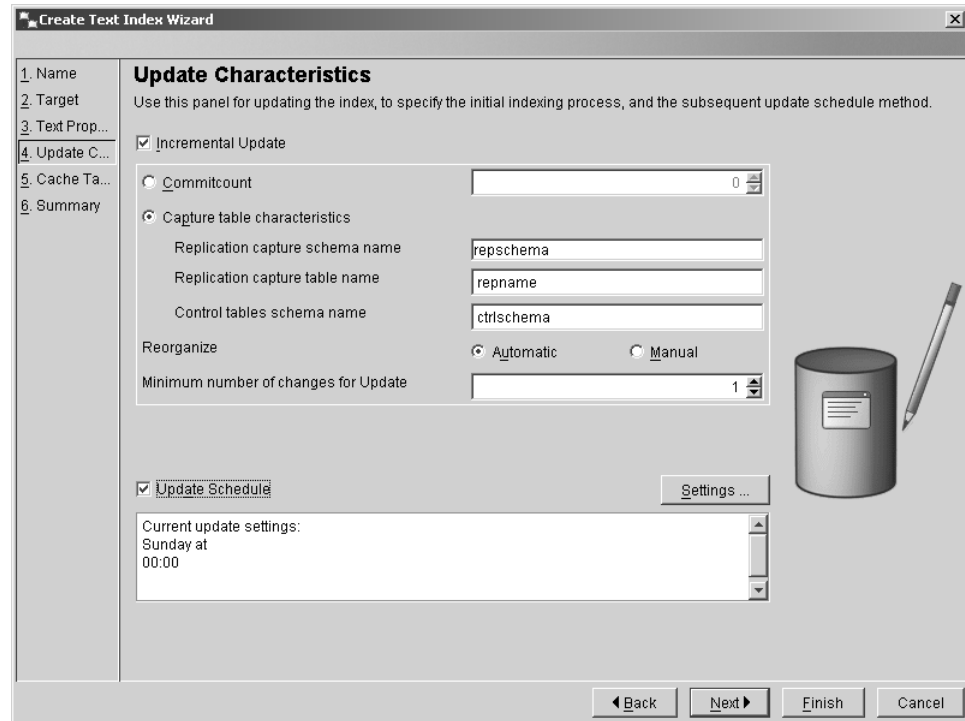 Create Text Index Wizard
1. Name
2. Target
3. Text Prop...
4. Update C...
5. Cache Ta...
6. Summary
Update Characteristics
Use this panel for updating the index, to specify the initial indexing process, and the subsequent update schedule method.
Incremental Update
Commitcount 0
Capture table characteristics
Replication capture schema name repschema
Replication capture table name repname
Control tables schema name ctrlschema
Reorganize Automatic Manual
Minimum number of changes for Update 1
Update Schedule Settings ...
Current update settings:
Sunday at
00:00
Back Next Finish Cancel